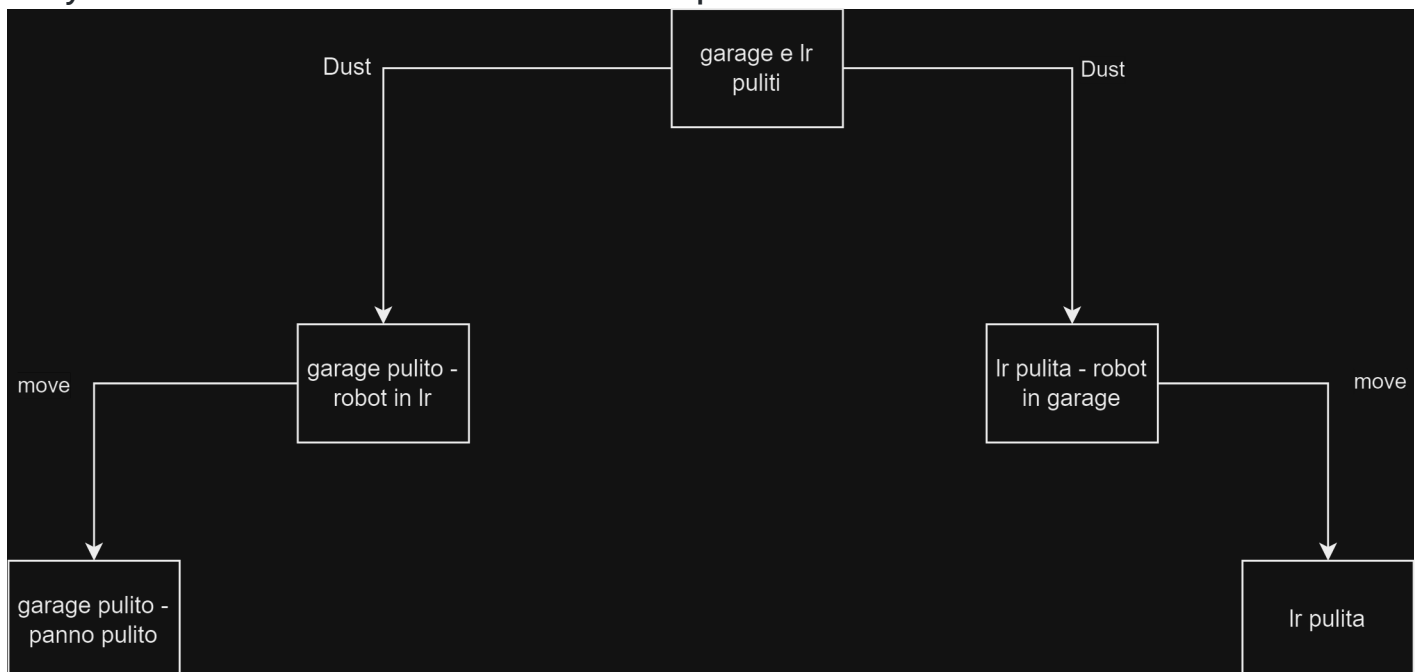 garage e lr
puliti
Dust
Dust
garage pulito -
robot in lr
lr pulita - robot
in garage
move
move
garage pulito -
panno pulito
lr pulita